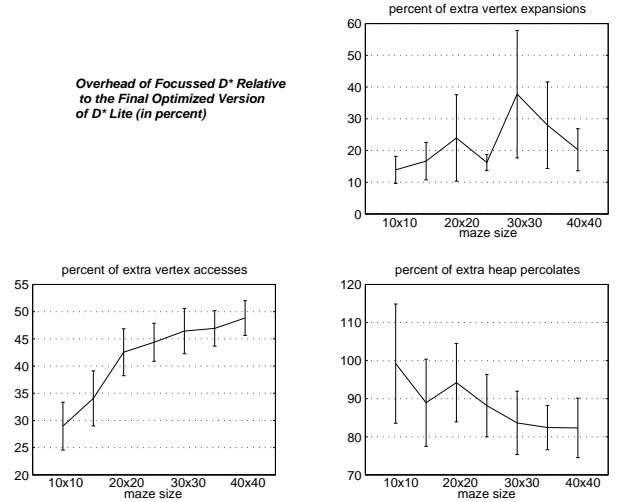 percent of extra vertex expansions
60
50
40
30
20
10
0
10x10 20x20 30x30 40x40
maze size
Overhead of Focussed D* Relative
to the Final Optimized Version
of D* Lite (in percent)
percent of extra vertex accesses
55
50
45
40
35
30
25
20
10x10 20x20 30x30 40x40
maze size
percent of extra heap percolates
120
110
100
90
80
70
10x10 20x20 30x30 40x40
maze size